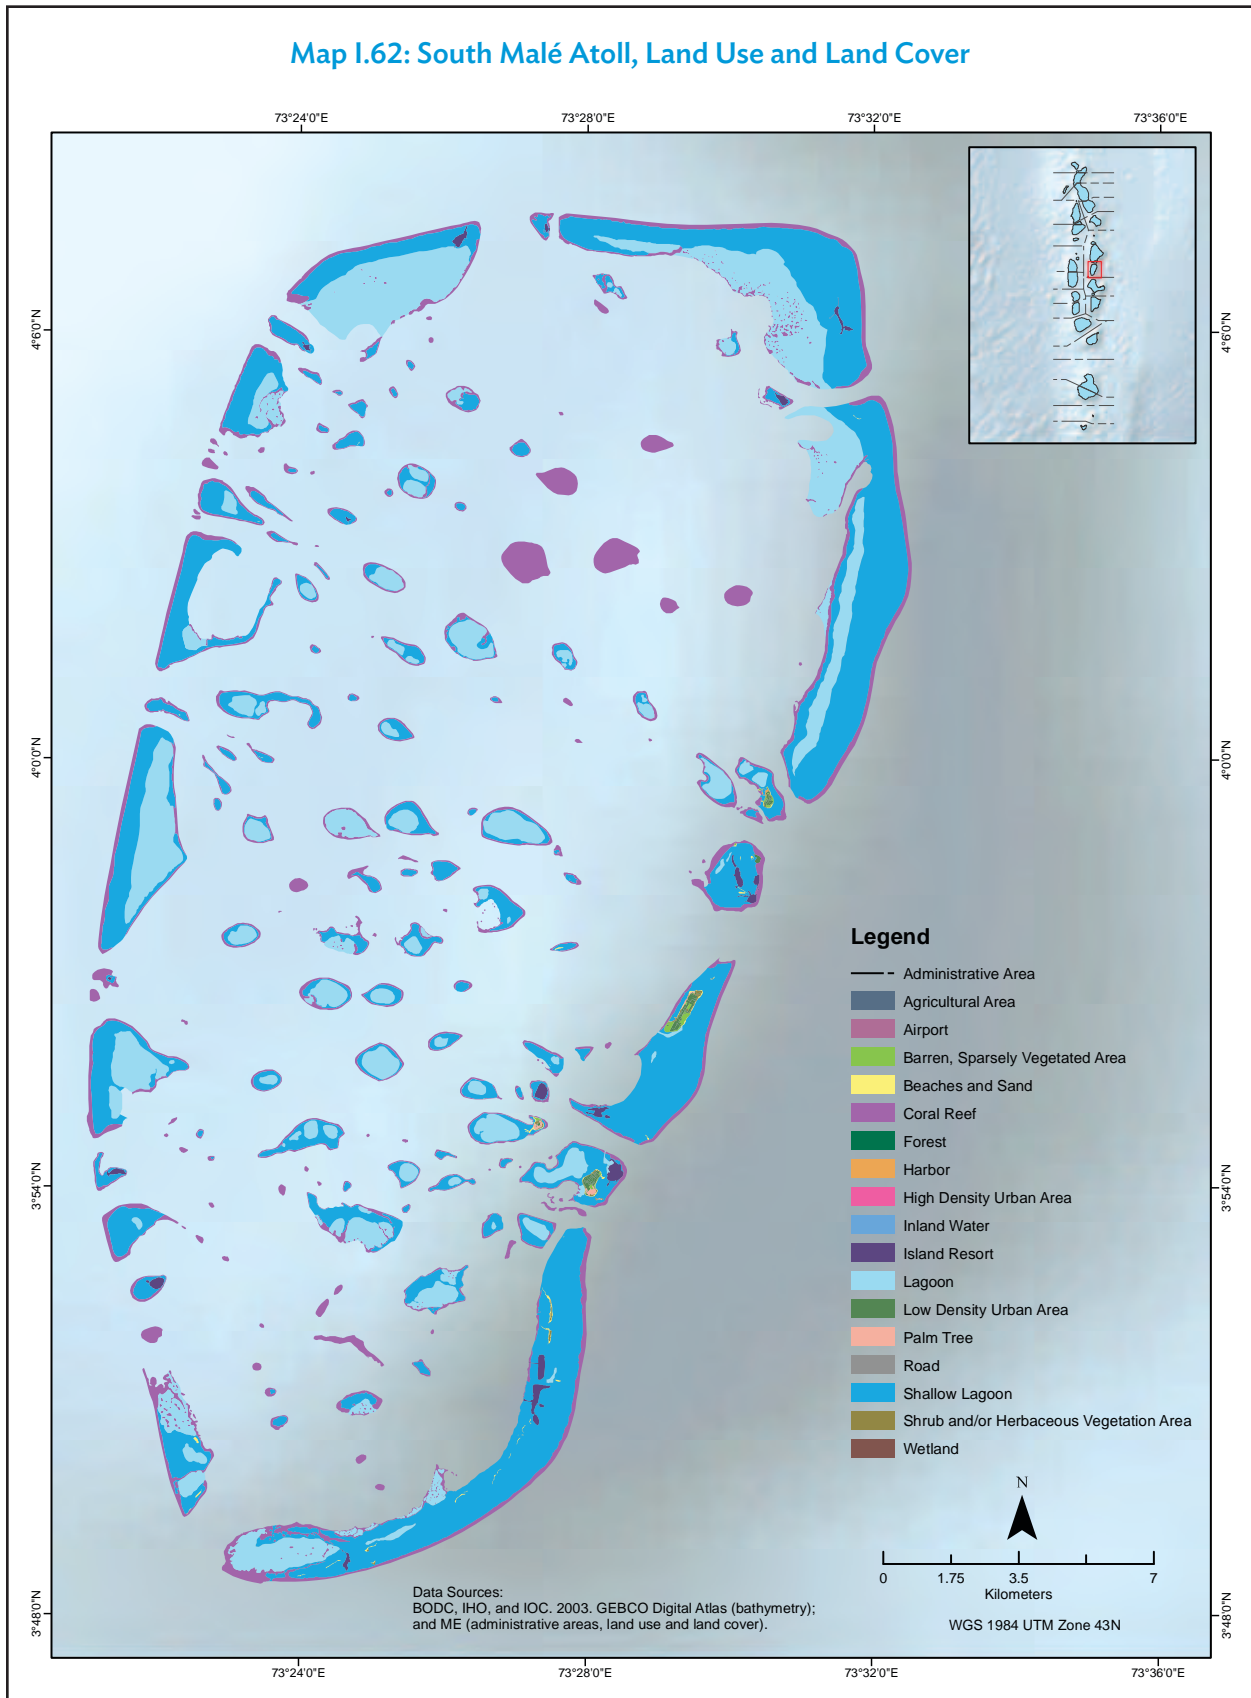 Map I.62: South Malé Atoll, Land Use and Land Cover
73°24'0"E
73°28'0"E
73°32'0"E
73°36'0"E
4°6'0"N
4°6'0"N
4°0'0"N
4°0'0"N
Legend
Administrative Area
Agricultural Area
Airport
Barren, Sparsely Vegetated Area
Beaches and Sand
Coral Reef
Forest
Harbor
High Density Urban Area
Inland Water
Island Resort
Lagoon
Low Density Urban Area
Palm Tree
Road
Shallow Lagoon
Shrub and/or Herbaceous Vegetation Area
Wetland
3°54'0"N
3°54'0"N
N
0
1.75
3.5
7
Kilometers
WGS 1984 UTM Zone 43N
Data Sources:
BODC, IHO, and IOC. 2003. GEBCO Digital Atlas (bathymetry);
and ME (administrative areas, land use and land cover).
3°48'0"N
3°48'0"N
73°24'0"E
73°28'0"E
73°32'0"E
73°36'0"E